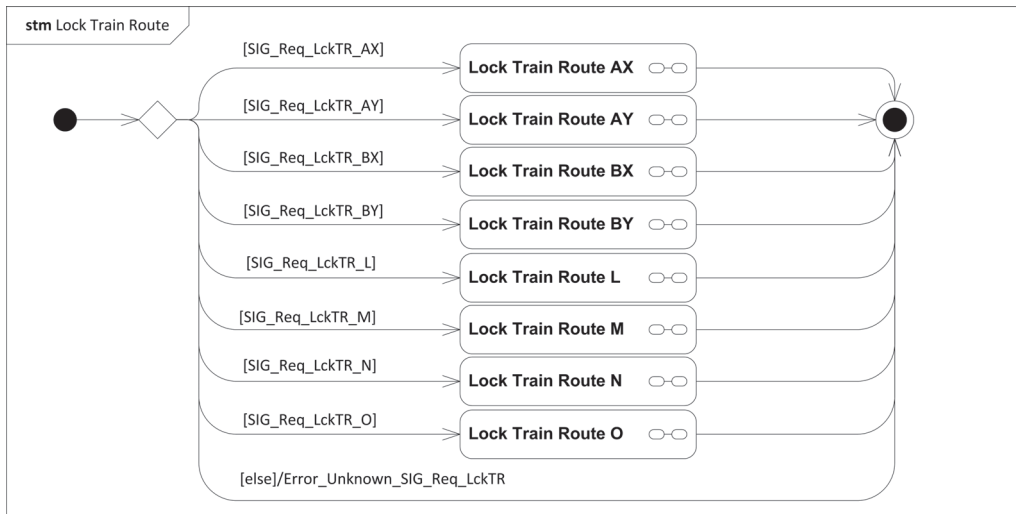 stm Lock Train Route
[SIG_Req_LckTR_AX]
Lock Train Route AX
[SIG_Req_LckTR_AY]
Lock Train Route AY
[SIG_Req_LckTR_BX]
Lock Train Route BX
[SIG_Req_LckTR_BY]
Lock Train Route BY
[SIG_Req_LckTR_L]
Lock Train Route L
[SIG_Req_LckTR_M]
Lock Train Route M
[SIG_Req_LckTR_N]
Lock Train Route N
[SIG_Req_LckTR_O]
Lock Train Route O
[else]/Error_Unknown_SIG_Req_LckTR